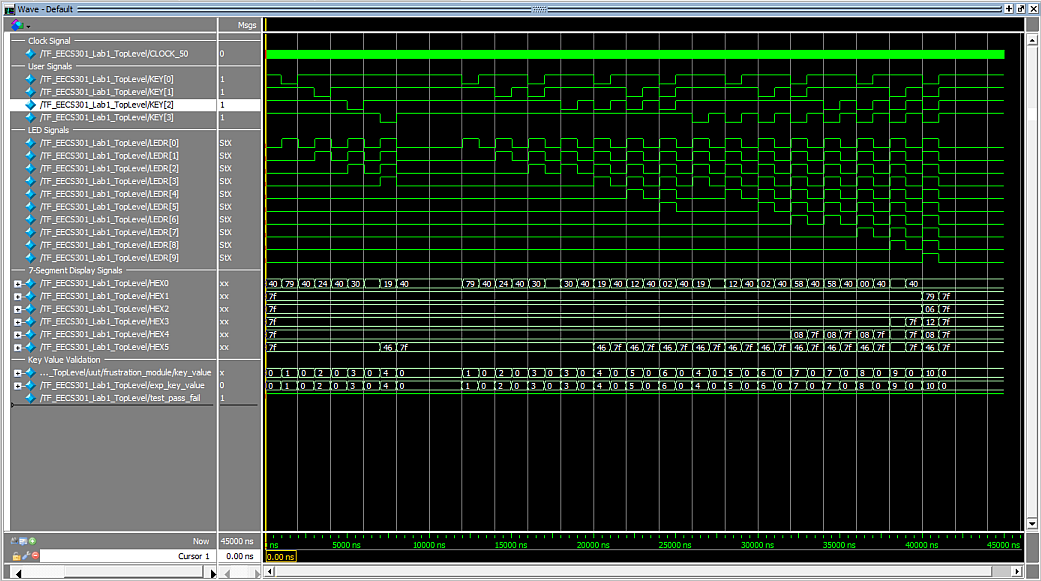 Wave - Default
Msgs
Clock Signal
/TF_EECS301_Lab1_TopLevel/CLOCK_50 0
User Signals
/TF_EECS301_Lab1_TopLevel/KEY[0] 1
/TF_EECS301_Lab1_TopLevel/KEY[1] 1
/TF_EECS301_Lab1_TopLevel/KEY[2] 1
/TF_EECS301_Lab1_TopLevel/KEY[3] 1
LED Signals
/TF_EECS301_Lab1_TopLevel/LEDR[0] StX
/TF_EECS301_Lab1_TopLevel/LEDR[1] StX
/TF_EECS301_Lab1_TopLevel/LEDR[2] StX
/TF_EECS301_Lab1_TopLevel/LEDR[3] StX
/TF_EECS301_Lab1_TopLevel/LEDR[4] StX
/TF_EECS301_Lab1_TopLevel/LEDR[5] StX
/TF_EECS301_Lab1_TopLevel/LEDR[6] StX
/TF_EECS301_Lab1_TopLevel/LEDR[7] StX
/TF_EECS301_Lab1_TopLevel/LEDR[8] StX
/TF_EECS301_Lab1_TopLevel/LEDR[9] StX
7-Segment Display Signals
/TF_EECS301_Lab1_TopLevel/HEX0 xx 40 79 40 24 40 30 19 40 79 40 24 40 30 30 40 19 40 12 40 02 40 19 12 40 02 40 58 40 58 40 00 40 40
/TF_EECS301_Lab1_TopLevel/HEX1 xx 7f 79 7f
/TF_EECS301_Lab1_TopLevel/HEX2 xx 7f 06 7f
/TF_EECS301_Lab1_TopLevel/HEX3 xx 7f 7f 12 7f
/TF_EECS301_Lab1_TopLevel/HEX4 xx 7f 08 7f 08 7f 08 7f 7f 08 7f
/TF_EECS301_Lab1_TopLevel/HEX5 xx 7f 46 7f 46 7f 46 7f 46 7f 46 7f 46 7f 46 7f 46 7f 46 7f 46 7f 7f 46 7f
Key Value Validation
..._TopLevel/uut/frustration_module/key_value x 0 1 0 2 0 3 0 4 0 1 0 2 0 3 0 3 0 4 0 5 0 6 0 4 0 5 0 6 0 7 0 7 0 8 0 9 0 10 0
/TF_EECS301_Lab1_TopLevel/exp_key_value 0 0 1 0 2 0 3 0 4 0 1 0 2 0 3 0 3 0 4 0 5 0 6 0 4 0 5 0 6 0 7 0 7 0 8 0 9 0 10 0
/TF_EECS301_Lab1_TopLevel/test_pass_fail 1
Now 45000 ns ns 5000 ns 10000 ns 15000 ns 20000 ns 25000 ns 30000 ns 35000 ns 40000 ns 45000 ns
Cursor 1 0.00 ns 0.00 ns